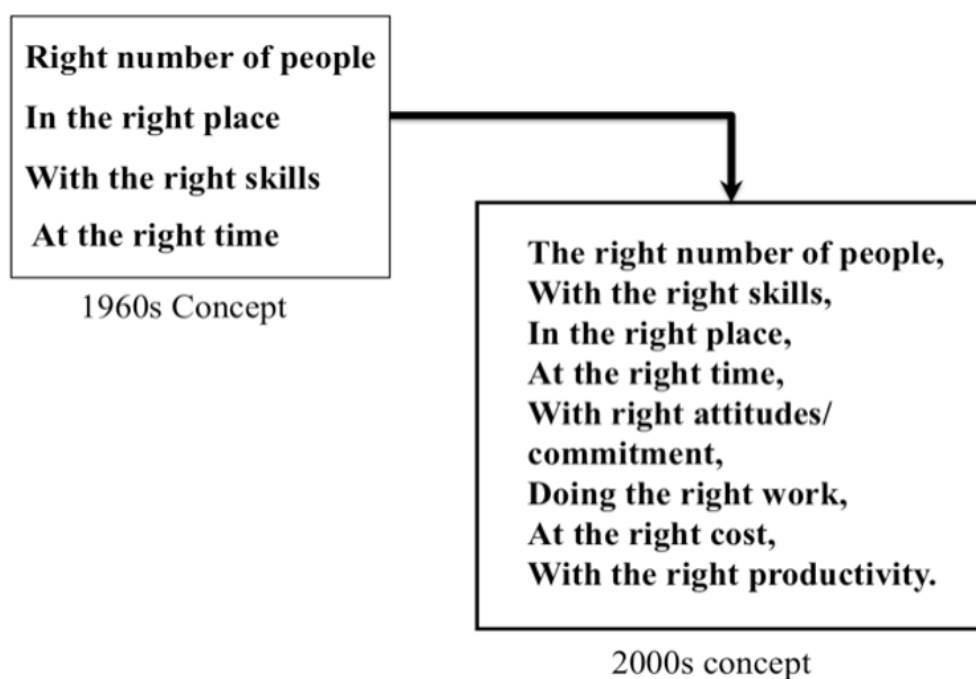 Right number of people
In the right place
With the right skills
At the right time
1960s Concept
The right number of people,
With the right skills,
In the right place,
At the right time,
With right attitudes/
commitment,
Doing the right work,
At the right cost,
With the right productivity.
2000s concept